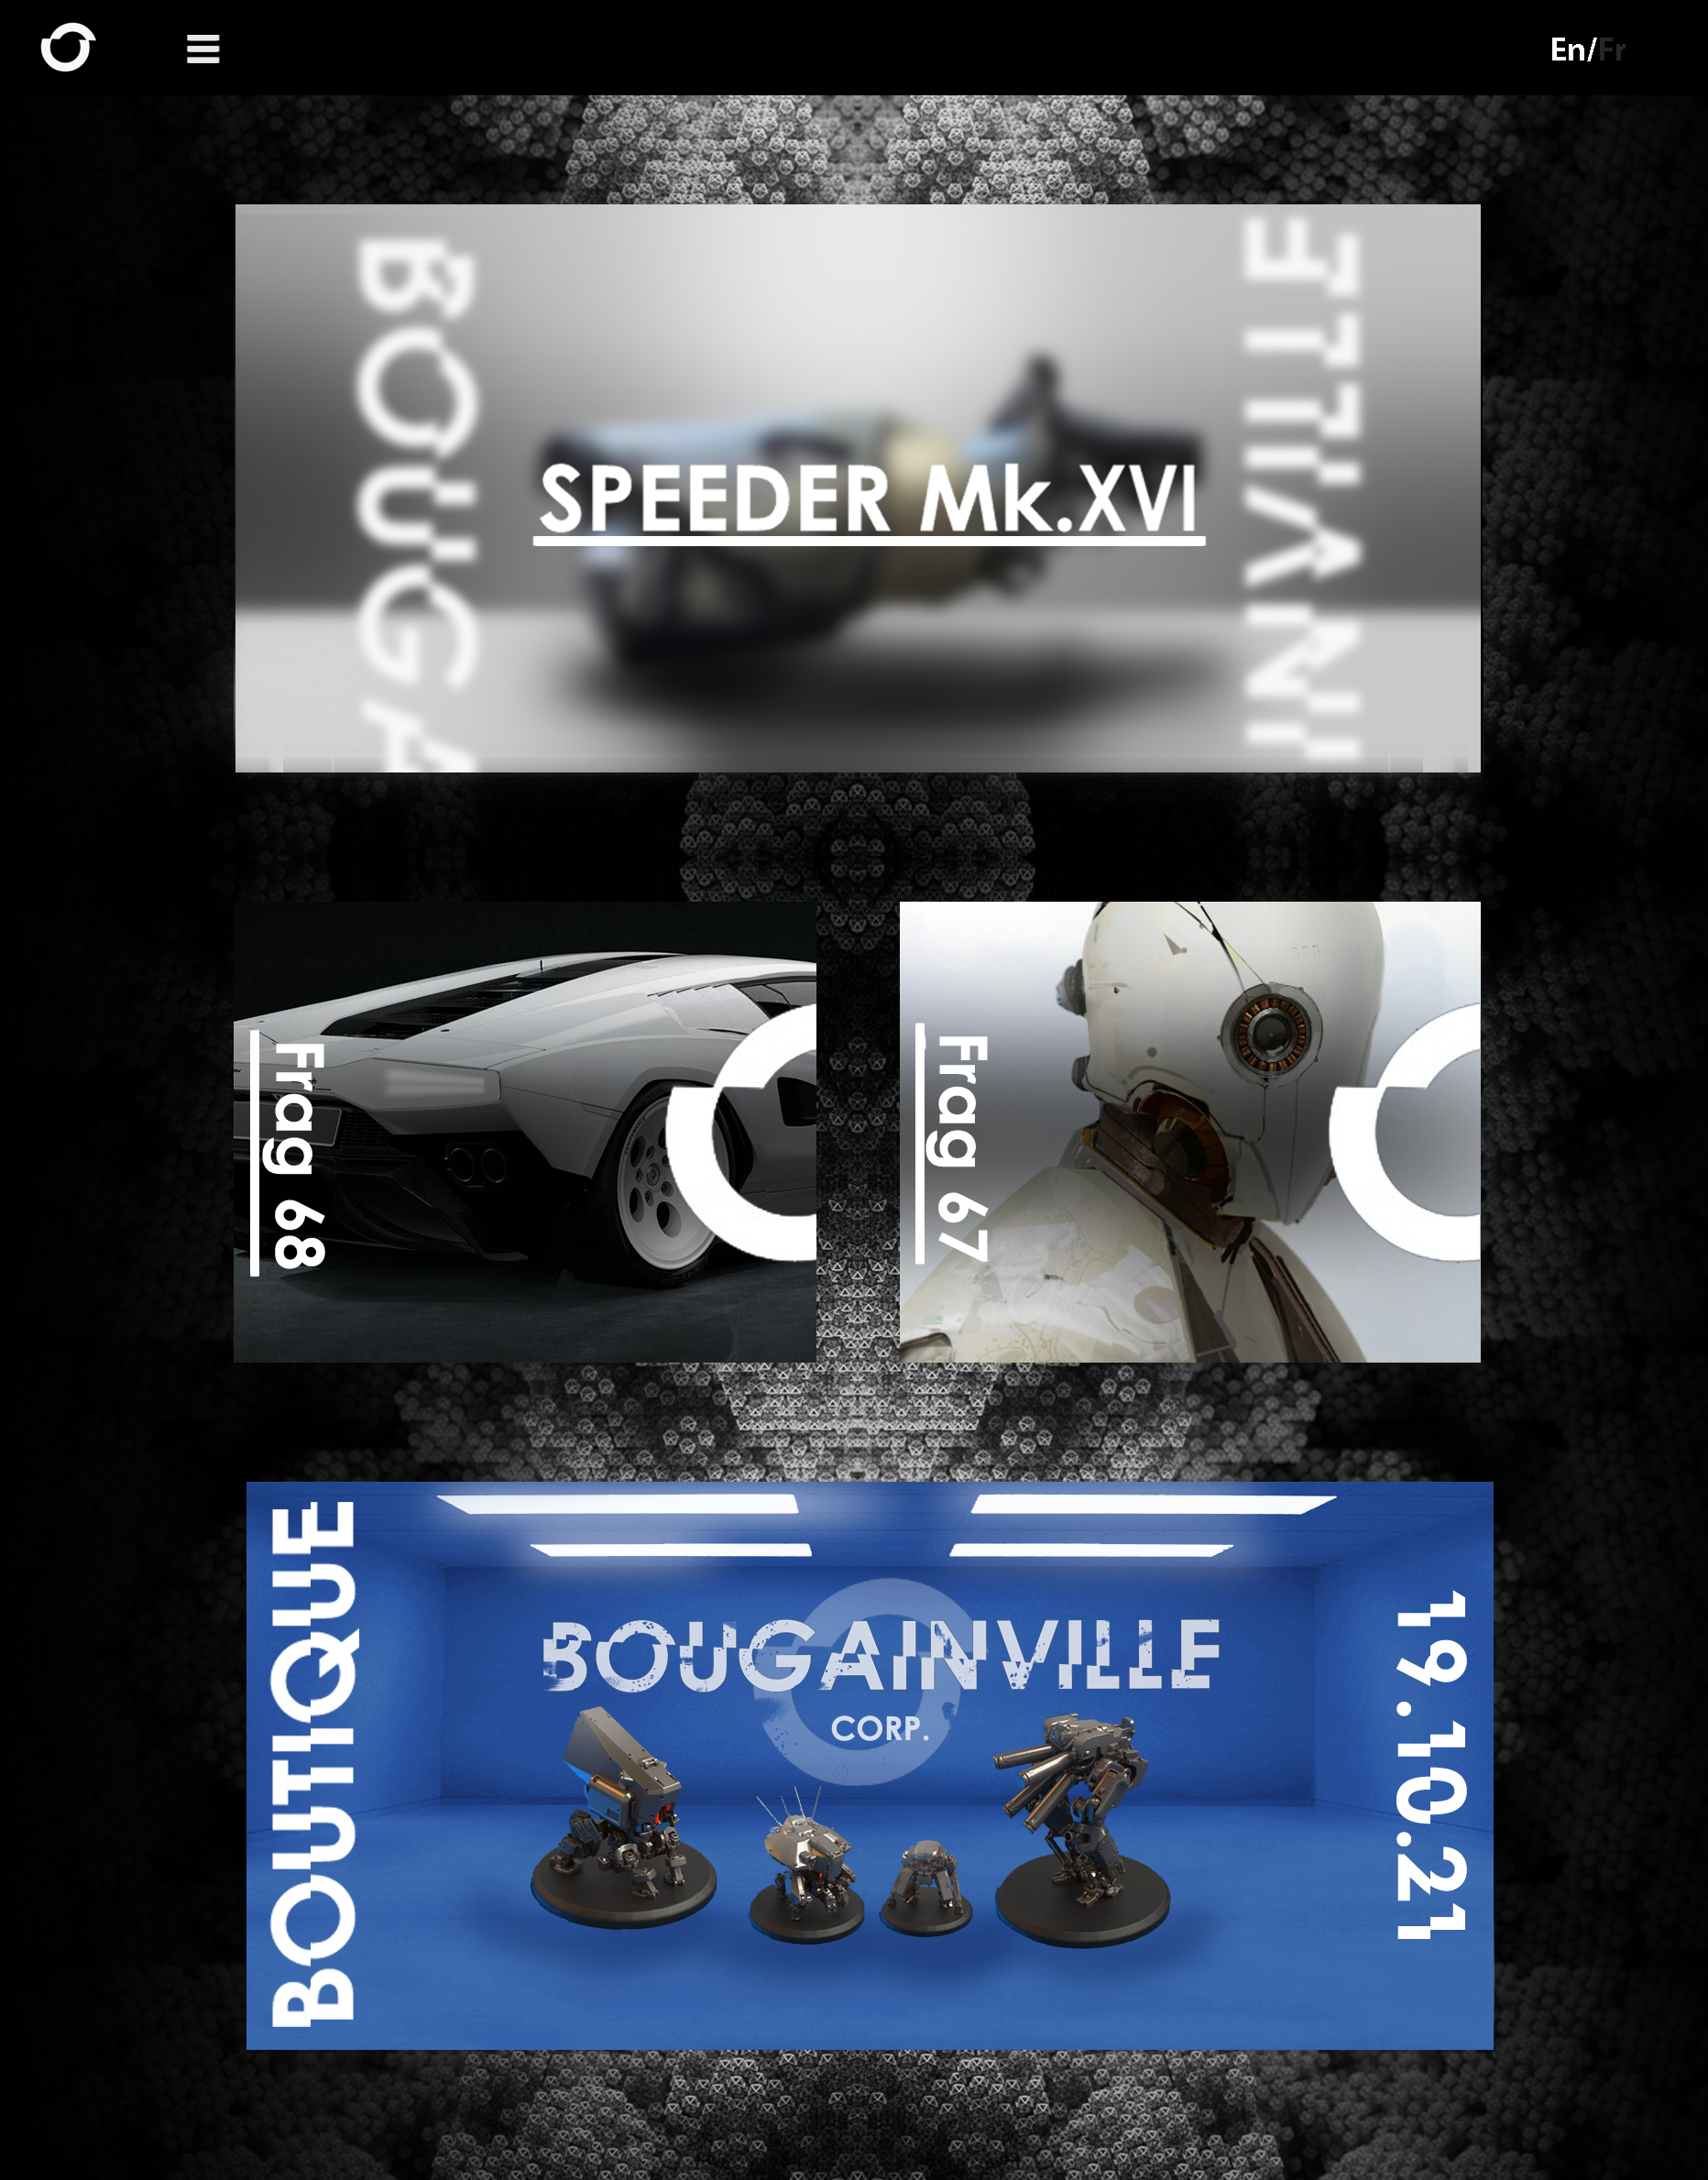 En/Fr
BOUGA
INVILLE
SPEEDER Mk.XVI
Frag 68
Frag 67
BOUTIQUE
BOUGAINVILLE
CORP.
19.10.21